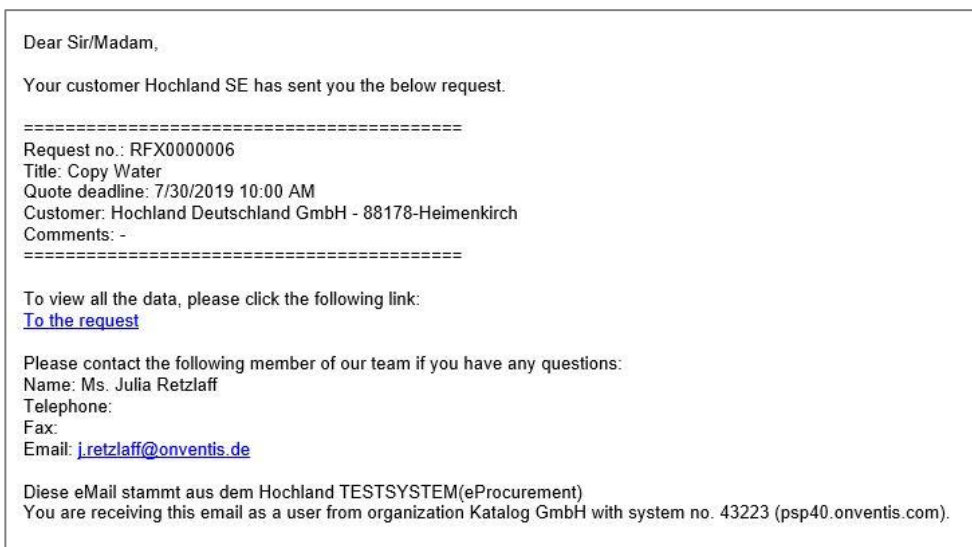 Dear Sir/Madam,
Your customer Hochland SE has sent you the below request.
==========================================
Request no.: RFX0000006
Title: Copy Water
Quote deadline: 7/30/2019 10:00 AM
Customer: Hochland Deutschland GmbH - 88178-Heimenkirch
Comments: -
==========================================
To view all the data, please click the following link:
To the request
Please contact the following member of our team if you have any questions:
Name: Ms. Julia Retzlaff
Telephone:
Fax:
Email: j.retzlaff@onventis.de
Diese eMail stammt aus dem Hochland TESTSYSTEM(eProcurement)
You are receiving this email as a user from organization Katalog GmbH with system no. 43223 (psp40.onventis.com).